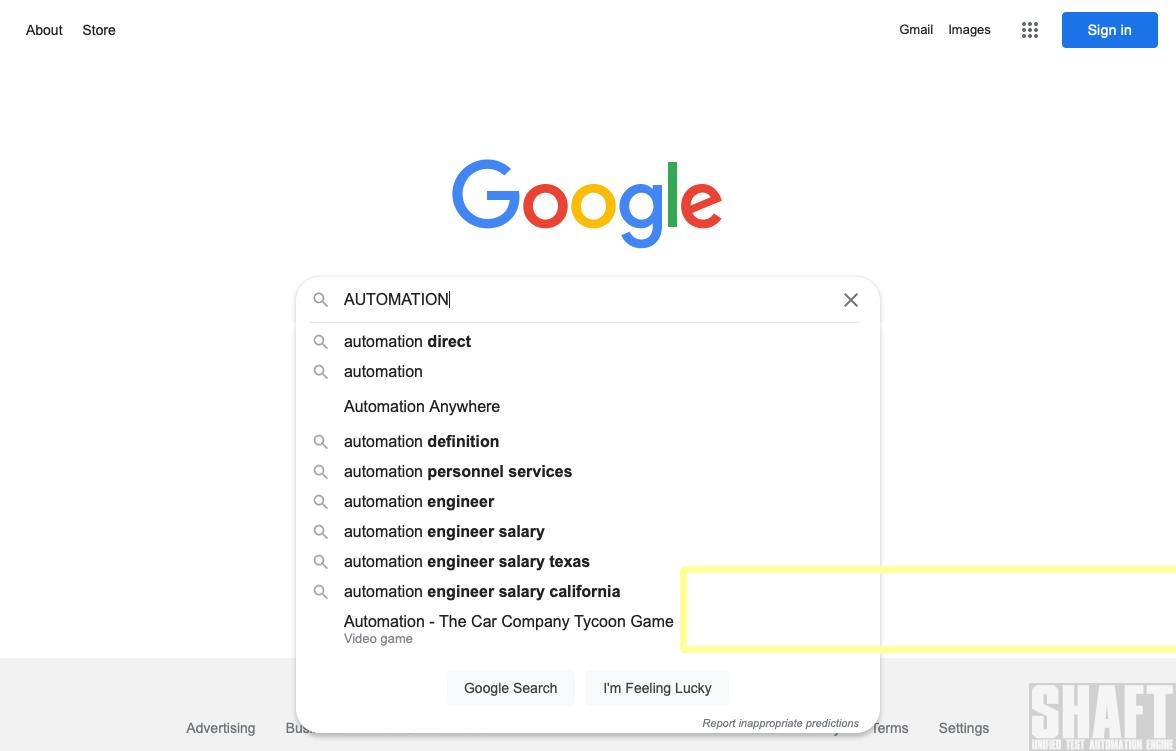 About Store Gmail Images Sign in
Google
AUTOMATION
automation direct
automation
Automation Anywhere
automation definition
automation personnel services
automation engineer
automation engineer salary
automation engineer salary texas
automation engineer salary california
Automation - The Car Company Tycoon Game
Video game
Google Search I'm Feeling Lucky
Report inappropriate predictions
Advertising Terms Settings
SHAFT
UNIFIED TEST AUTOMATION ENGINE